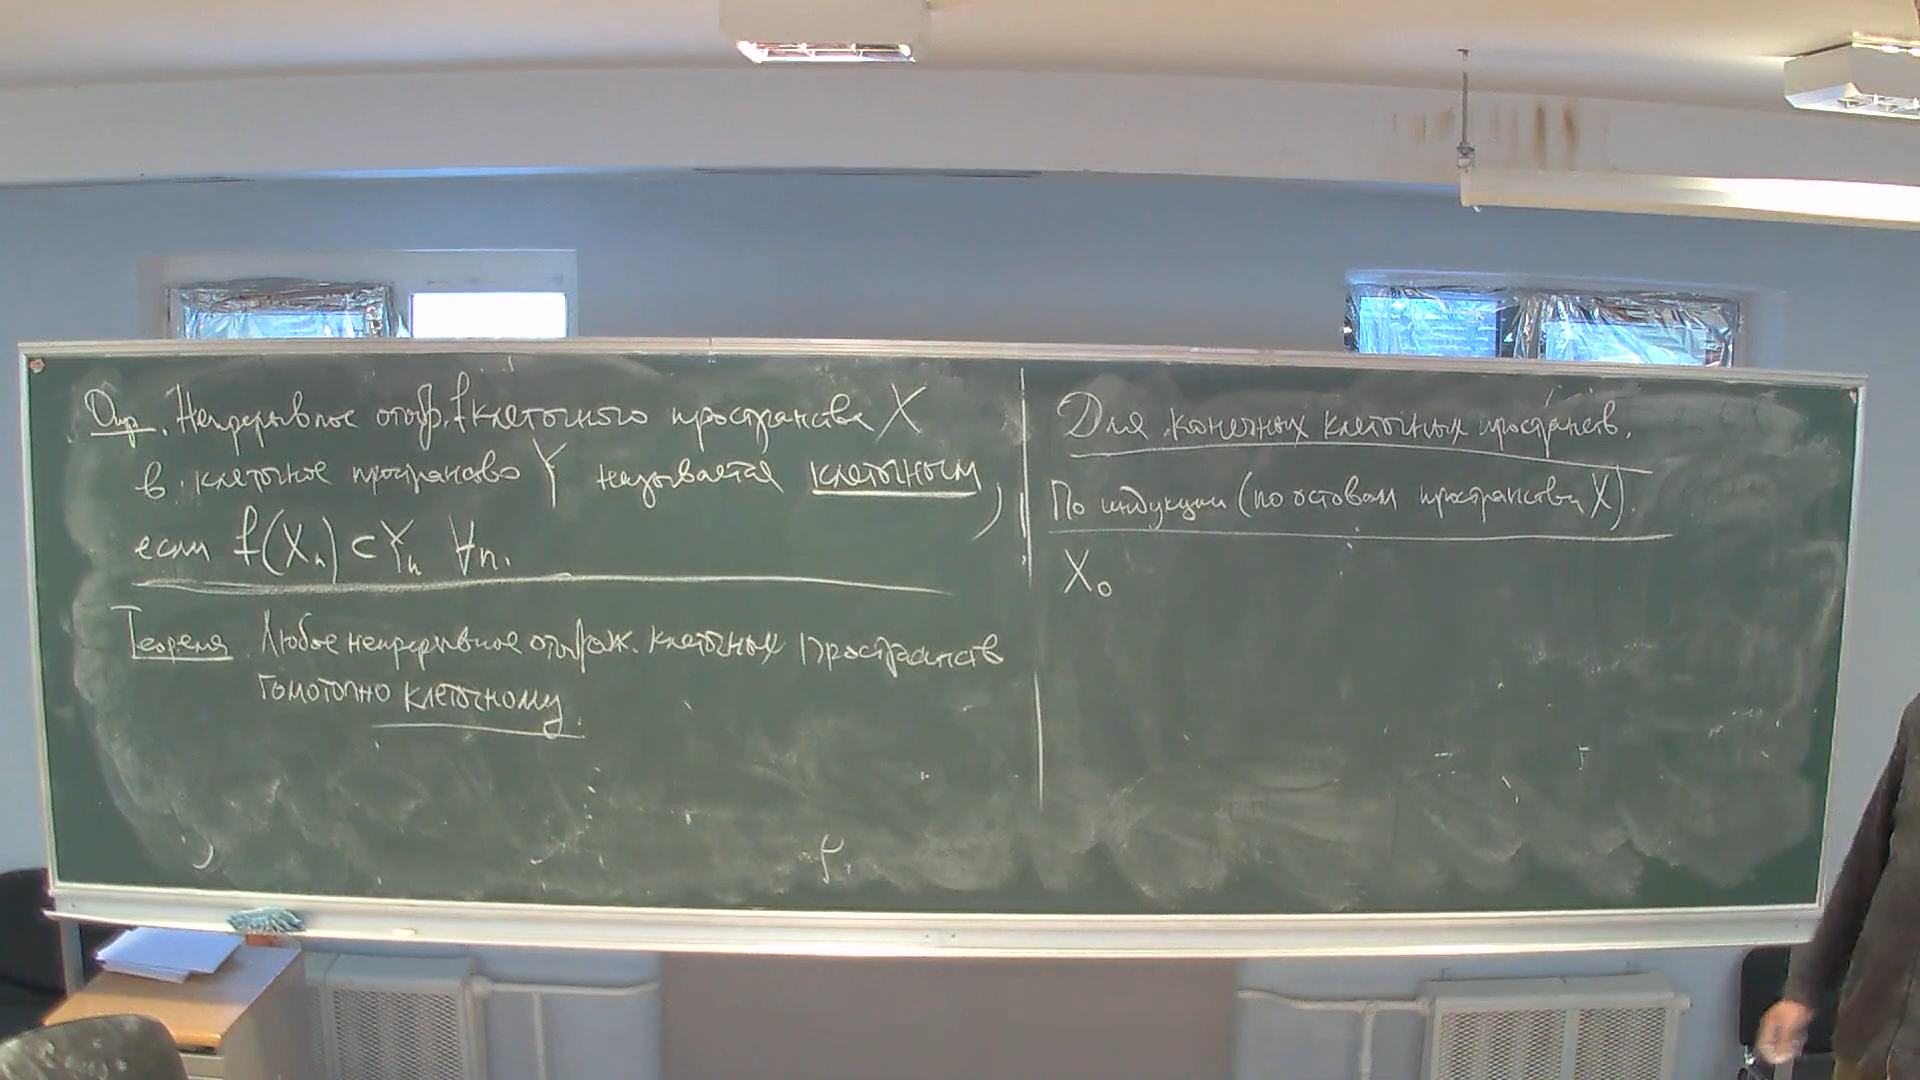 Опр. Непрерывное отобр. f клеточного пространства X
в клеточное пространство Y называется клеточным,
если f(Xₙ) ⊂ Yₙ ∀n.
Теорема. Любое непрерывное отображ. клеточных пространств
гомотопно клеточному.
Для конечных клеточных пространств.
По индукции (по остовам пространства X).
X₀